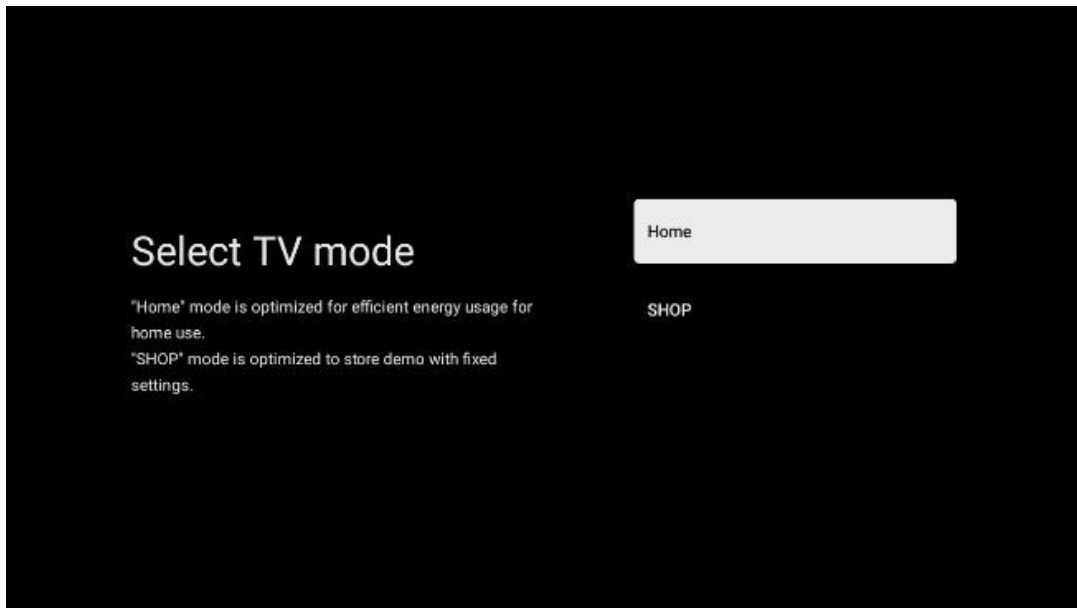 Select TV mode
"Home" mode is optimized for efficient energy usage for
home use.
"SHOP" mode is optimized to store demo with fixed
settings.
Home
SHOP